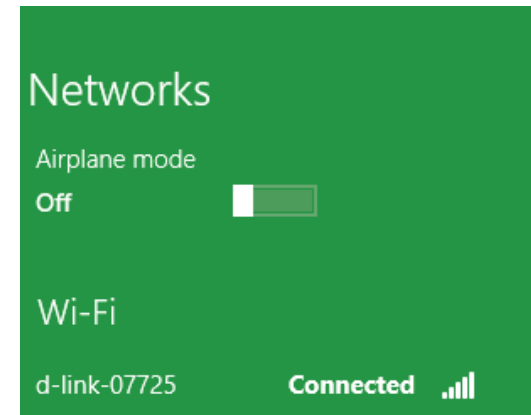 Networks
Airplane mode
Off
Wi-Fi
d-link-07725 Connected